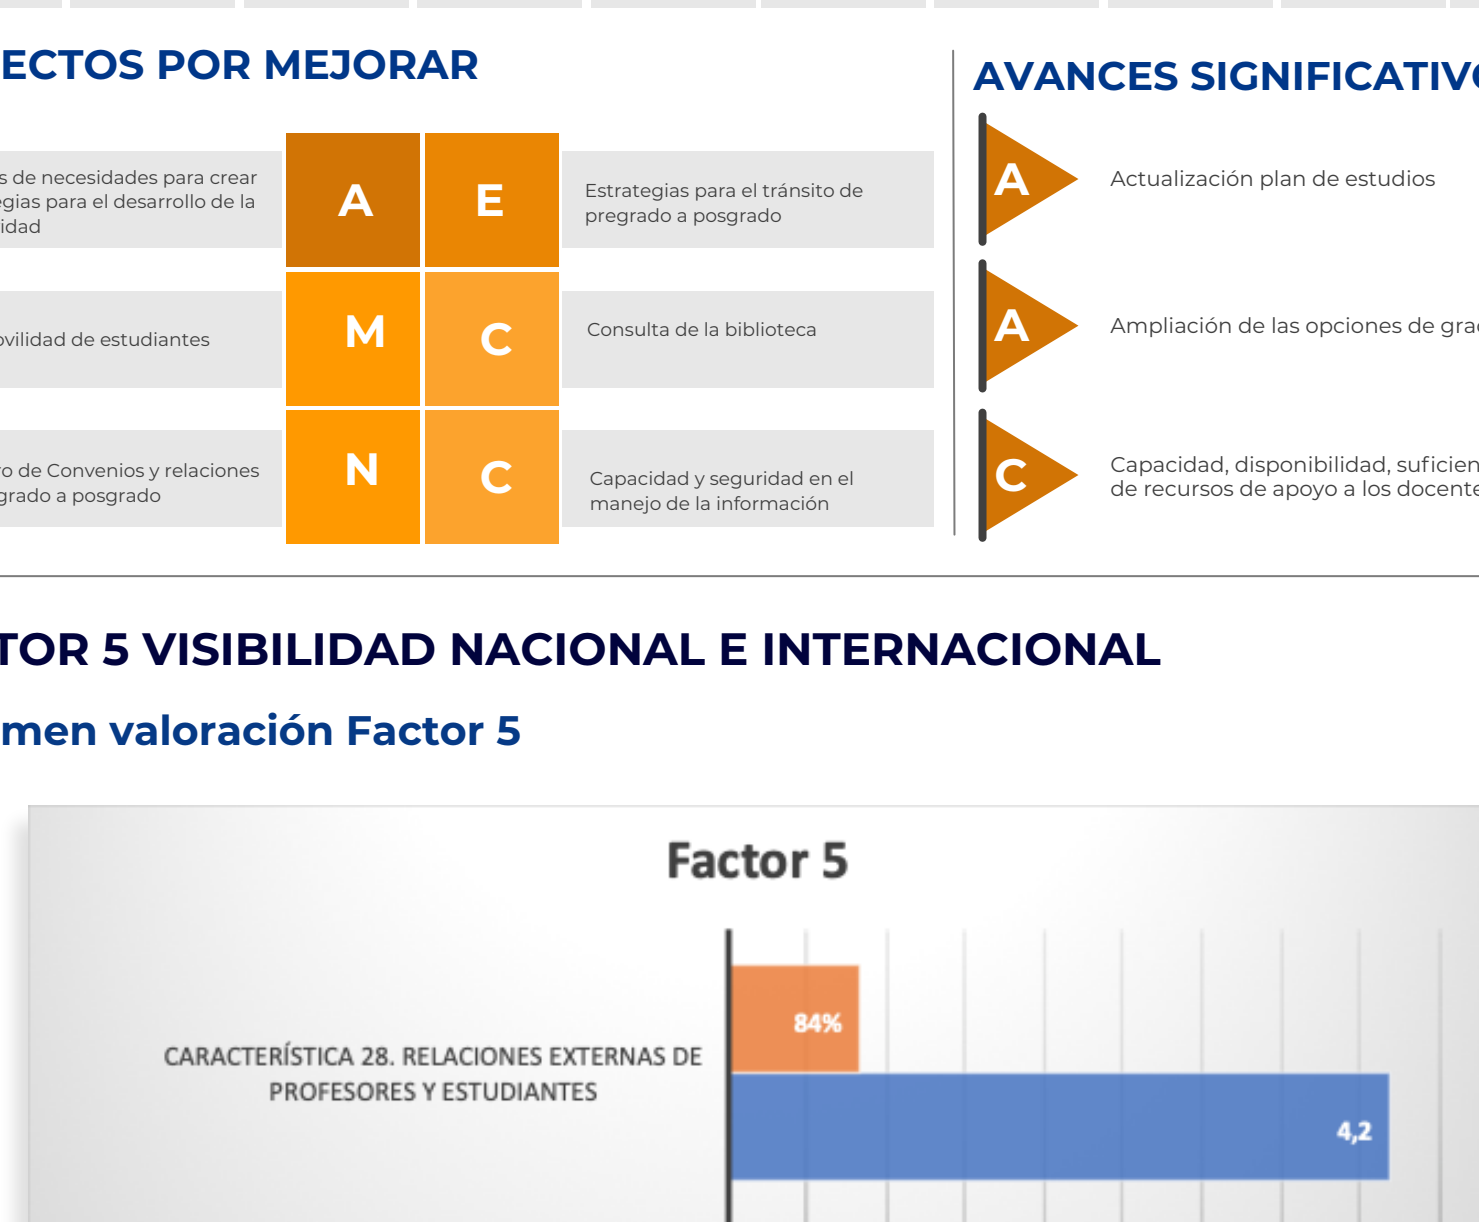 ECTOS POR MEJORAR
s de necesidades para crear
egias para el desarrollo de la
idad
A
E
Estrategias para el tránsito de
pregrado a posgrado
ovilidad de estudiantes
M
C
Consulta de la biblioteca
ro de Convenios y relaciones
grado a posgrado
N
C
Capacidad y seguridad en el
manejo de la información
AVANCES SIGNIFICATIVO
A
Actualización plan de estudios
A
Ampliación de las opciones de grad
C
Capacidad, disponibilidad, suficien
de recursos de apoyo a los docente
TOR 5 VISIBILIDAD NACIONAL E INTERNACIONAL
men valoración Factor 5
Factor 5
CARACTERÍSTICA 28. RELACIONES EXTERNAS DE
PROFESORES Y ESTUDIANTES
84%
4,2